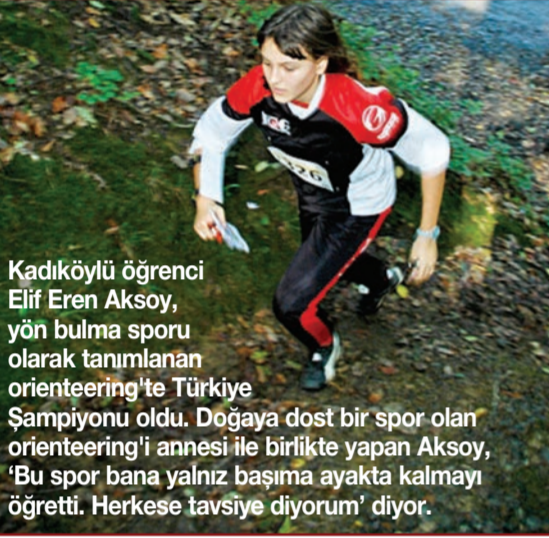 326
Kadıköylü öğrenci
Elif Eren Aksoy,
yön bulma sporu
olarak tanımlanan
orienteering'te Türkiye
Şampiyonu oldu. Doğaya dost bir spor olan
orienteering'i annesi ile birlikte yapan Aksoy,
‘Bu spor bana yalnız başıma ayakta kalmayı
öğretti. Herkese tavsiye diyorum’ diyor.